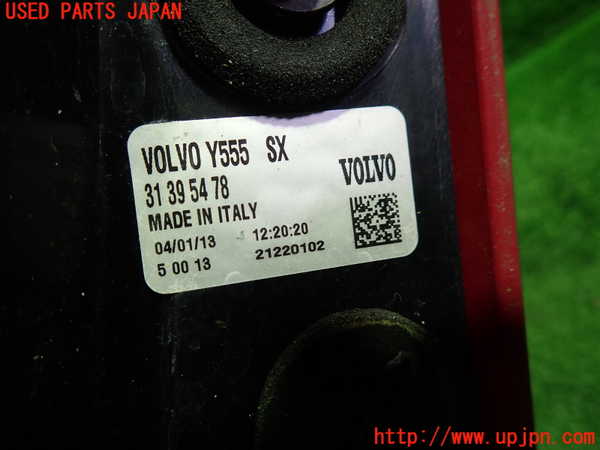 USED PARTS JAPAN
VOLVO Y555 SX
31 39 54 78
VOLVO
MADE IN ITALY
04/01/13 12:20:20
5 00 13 21220102
http://www.upjpn.com/